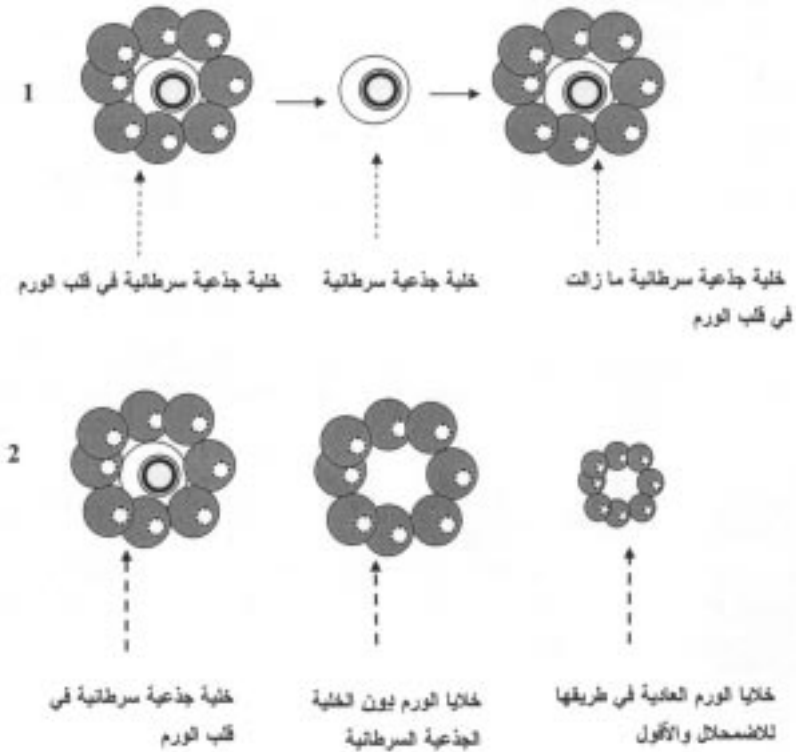 1
خلية جذعية سرطانية في قلب الورم
خلية جذعية سرطانية
خلية جذعية سرطانية ما زالت
في قلب الورم
2
خلية جذعية سرطانية في
قلب الورم
خلايا الورم بدون الخلية
الجذعية السرطانية
خلايا الورم العادية في طريقها
للاضمحلال والأفول